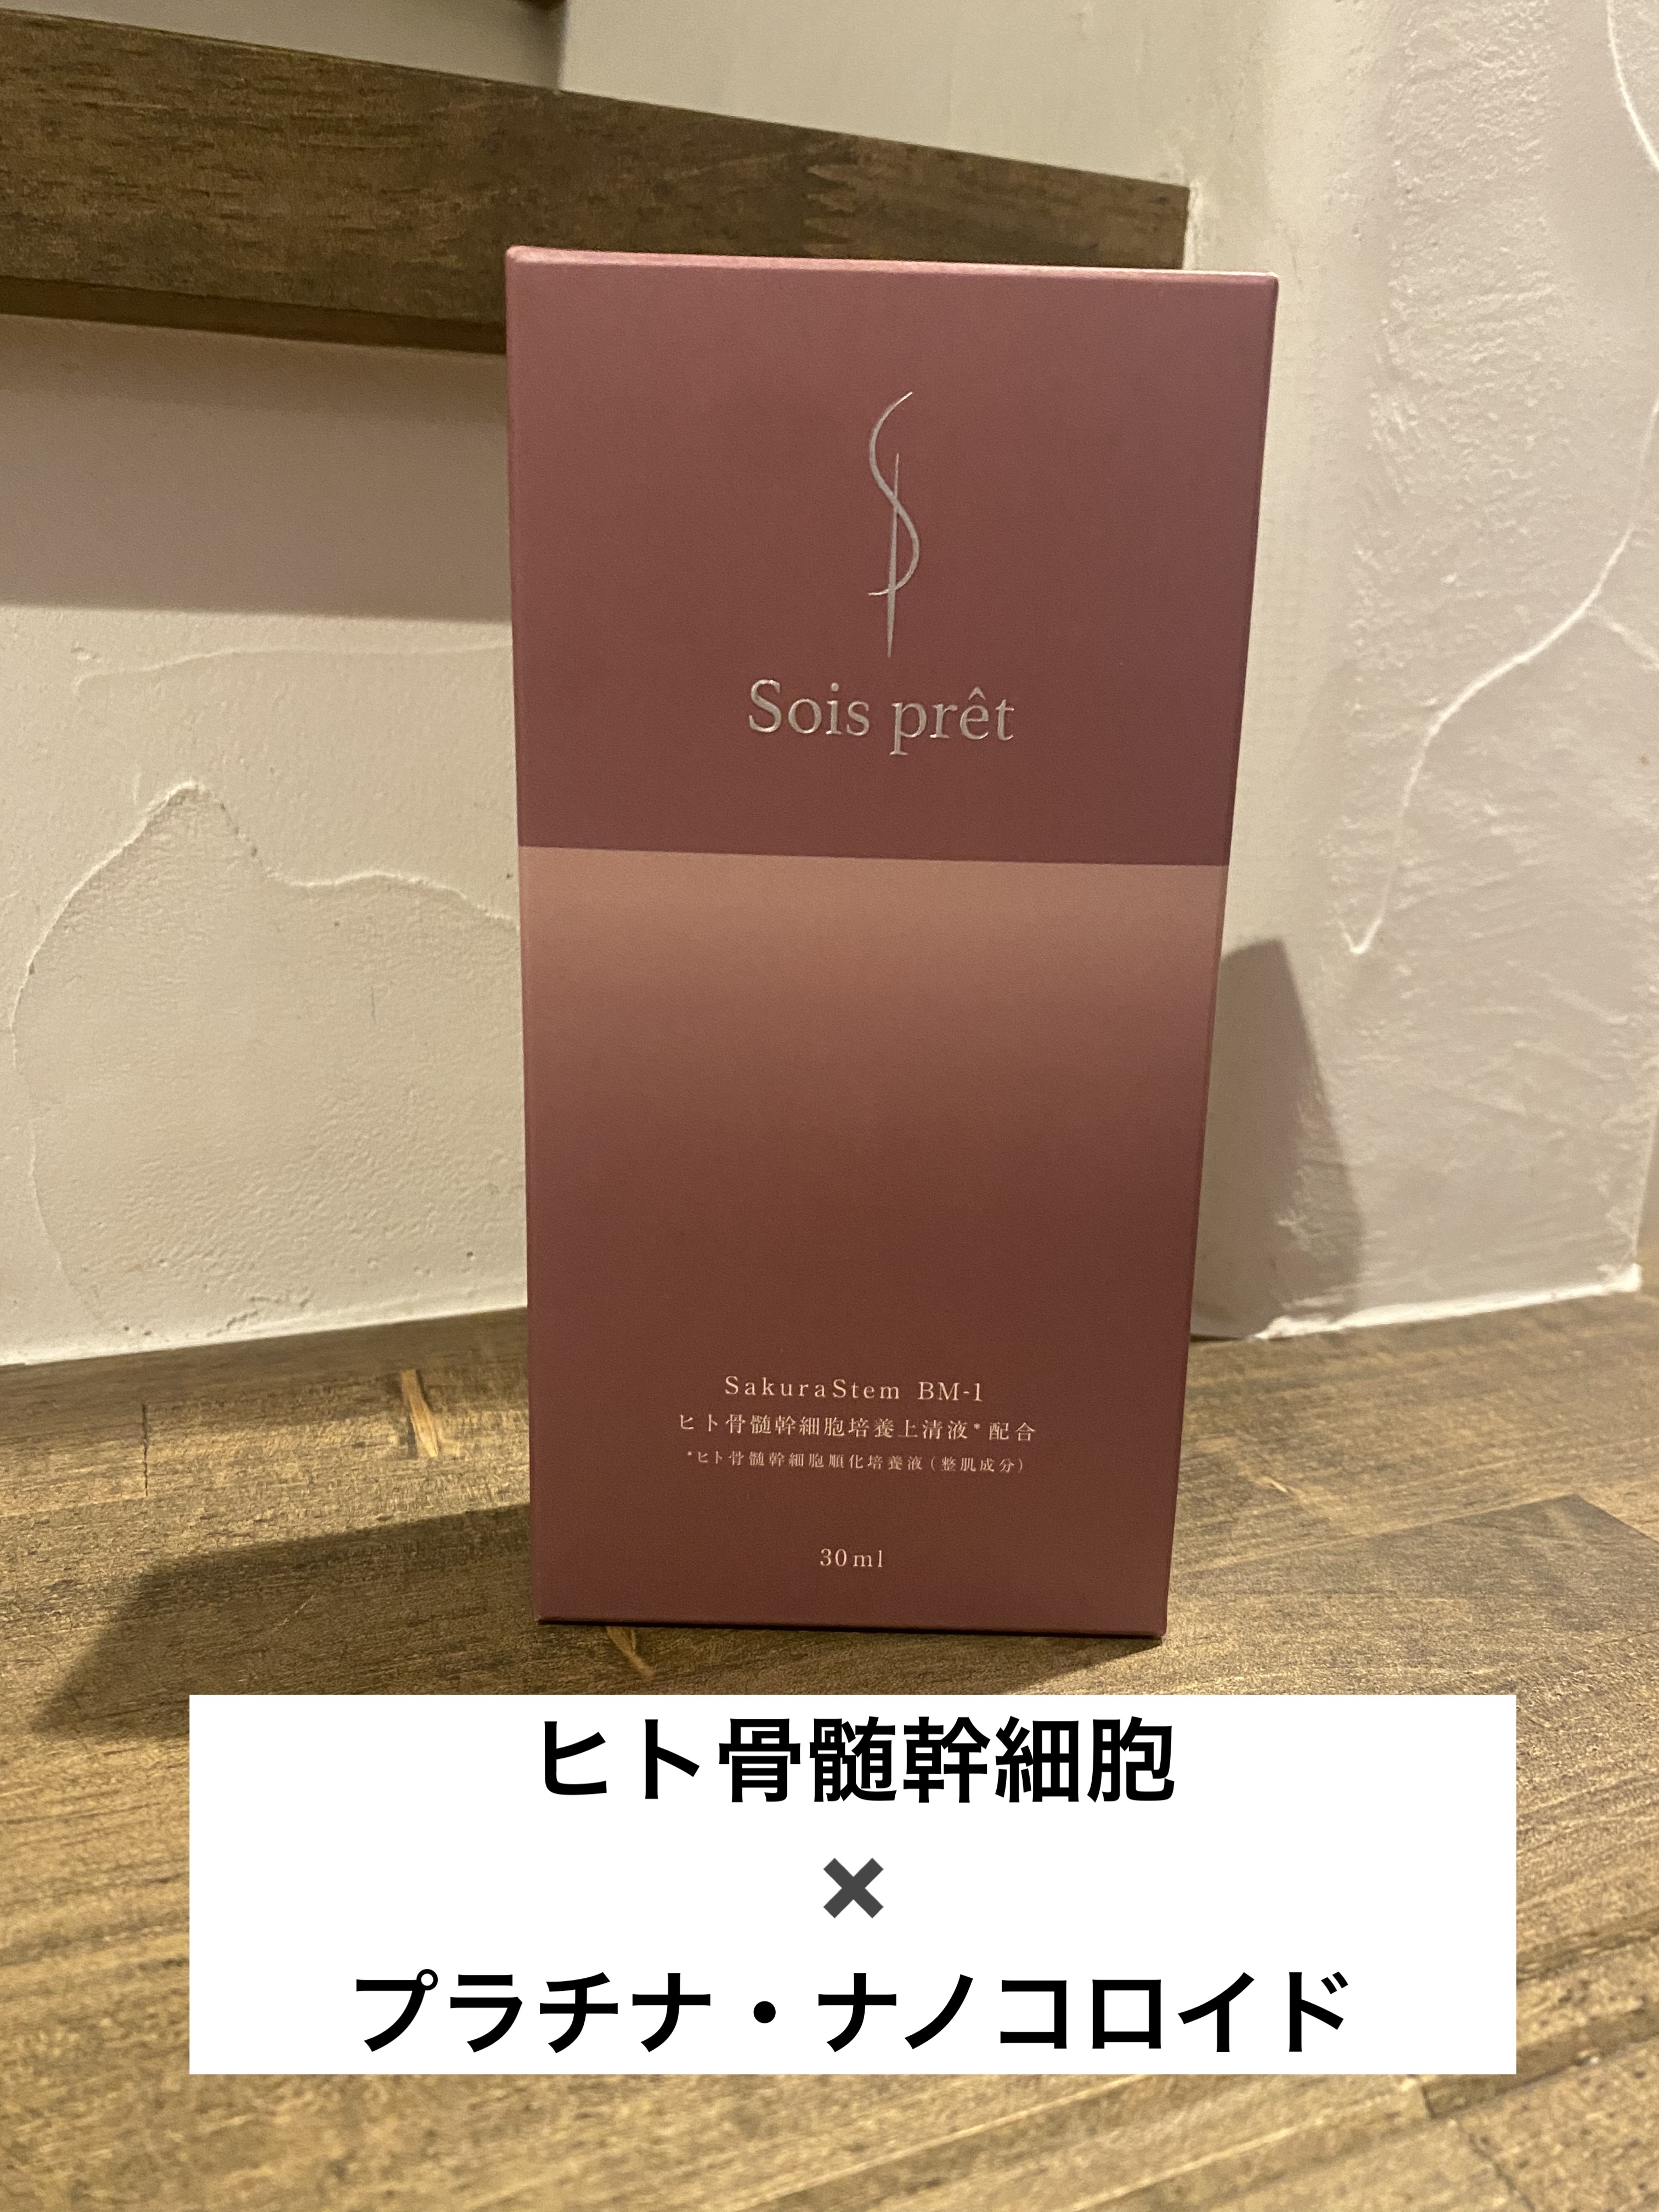 Sois prêt
SakuraStem BM-1
ヒト骨髄幹細胞培養上清液*配合
*ヒト骨髄幹細胞順化培養液（整肌成分）
30ml
ヒト骨髄幹細胞
✖
プラチナ・ナノコロイド